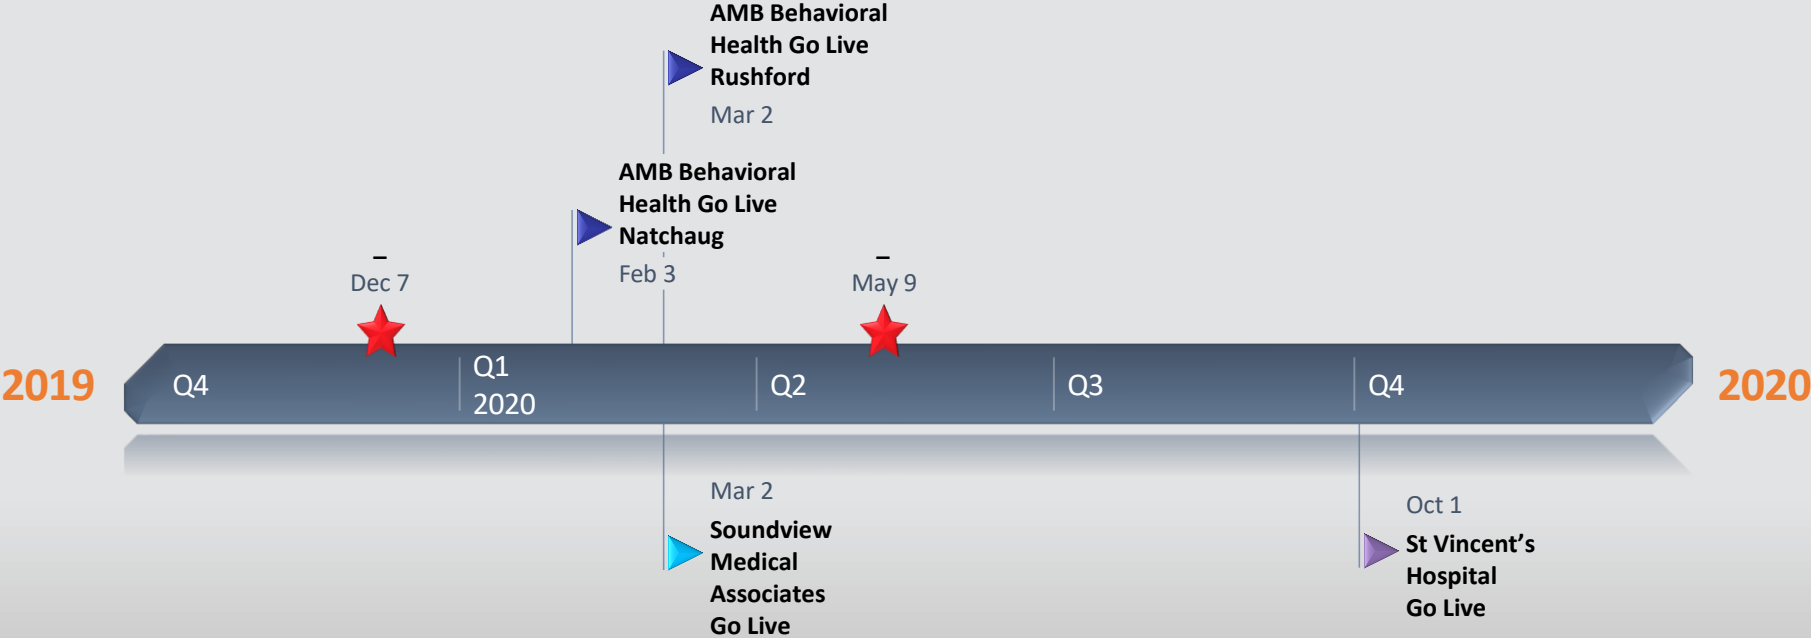 AMB Behavioral
Health Go Live
Rushford
Mar 2
AMB Behavioral
Health Go Live
Natchaug
Feb 3
–
Dec 7
–
May 9
2019
Q4
Q1
2020
Q2
Q3
Q4
2020
Mar 2
Soundview
Medical
Associates
Go Live
Oct 1
St Vincent’s
Hospital
Go Live